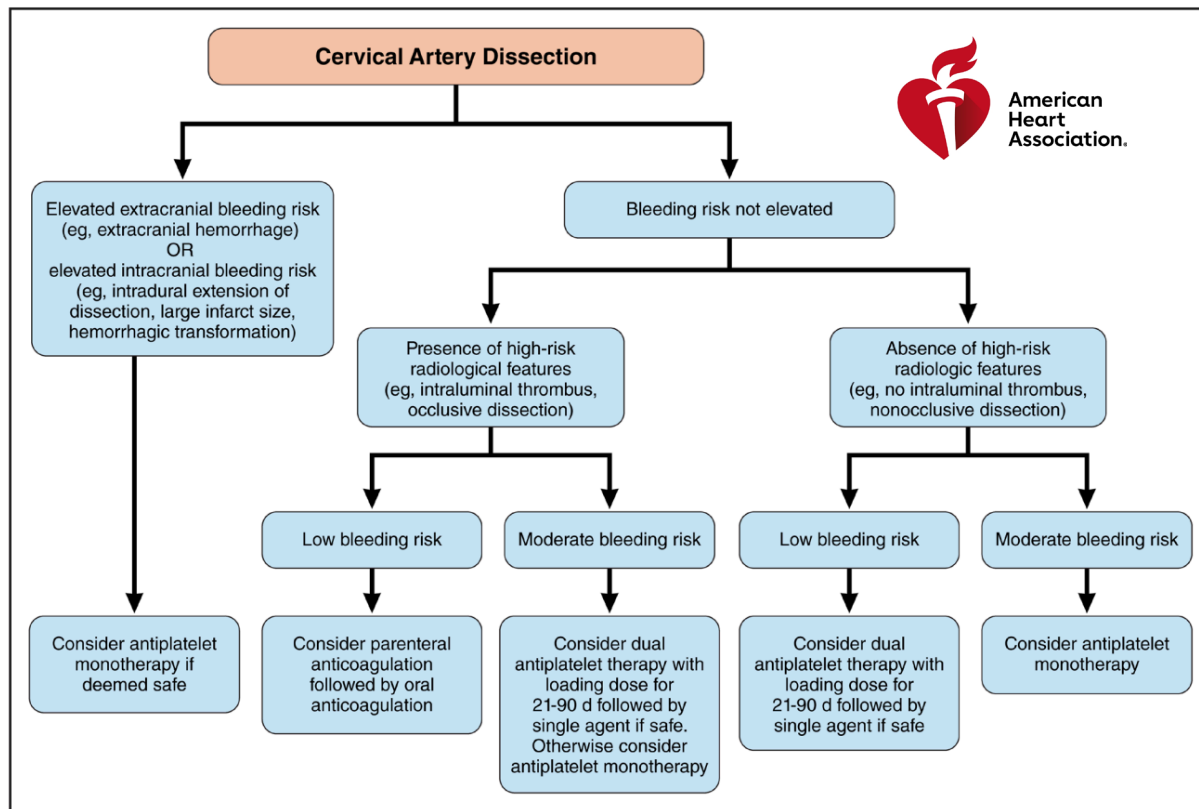 Cervical Artery Dissection
American
Heart
Association®
Elevated extracranial bleeding risk
(eg, extracranial hemorrhage)
OR
elevated intracranial bleeding risk
(eg, intradural extension of
dissection, large infarct size,
hemorrhagic transformation)
Bleeding risk not elevated
Presence of high-risk
radiological features
(eg, intraluminal thrombus,
occlusive dissection)
Absence of high-risk
radiologic features
(eg, no intraluminal thrombus,
nonocclusive dissection)
Low bleeding risk
Moderate bleeding risk
Low bleeding risk
Moderate bleeding risk
Consider antiplatelet
monotherapy if
deemed safe
Consider parenteral
anticoagulation
followed by oral
anticoagulation
Consider dual
antiplatelet therapy with
loading dose for
21-90 d followed by
single agent if safe.
Otherwise consider
antiplatelet monotherapy
Consider dual
antiplatelet therapy with
loading dose for
21-90 d followed by
single agent if safe
Consider antiplatelet
monotherapy